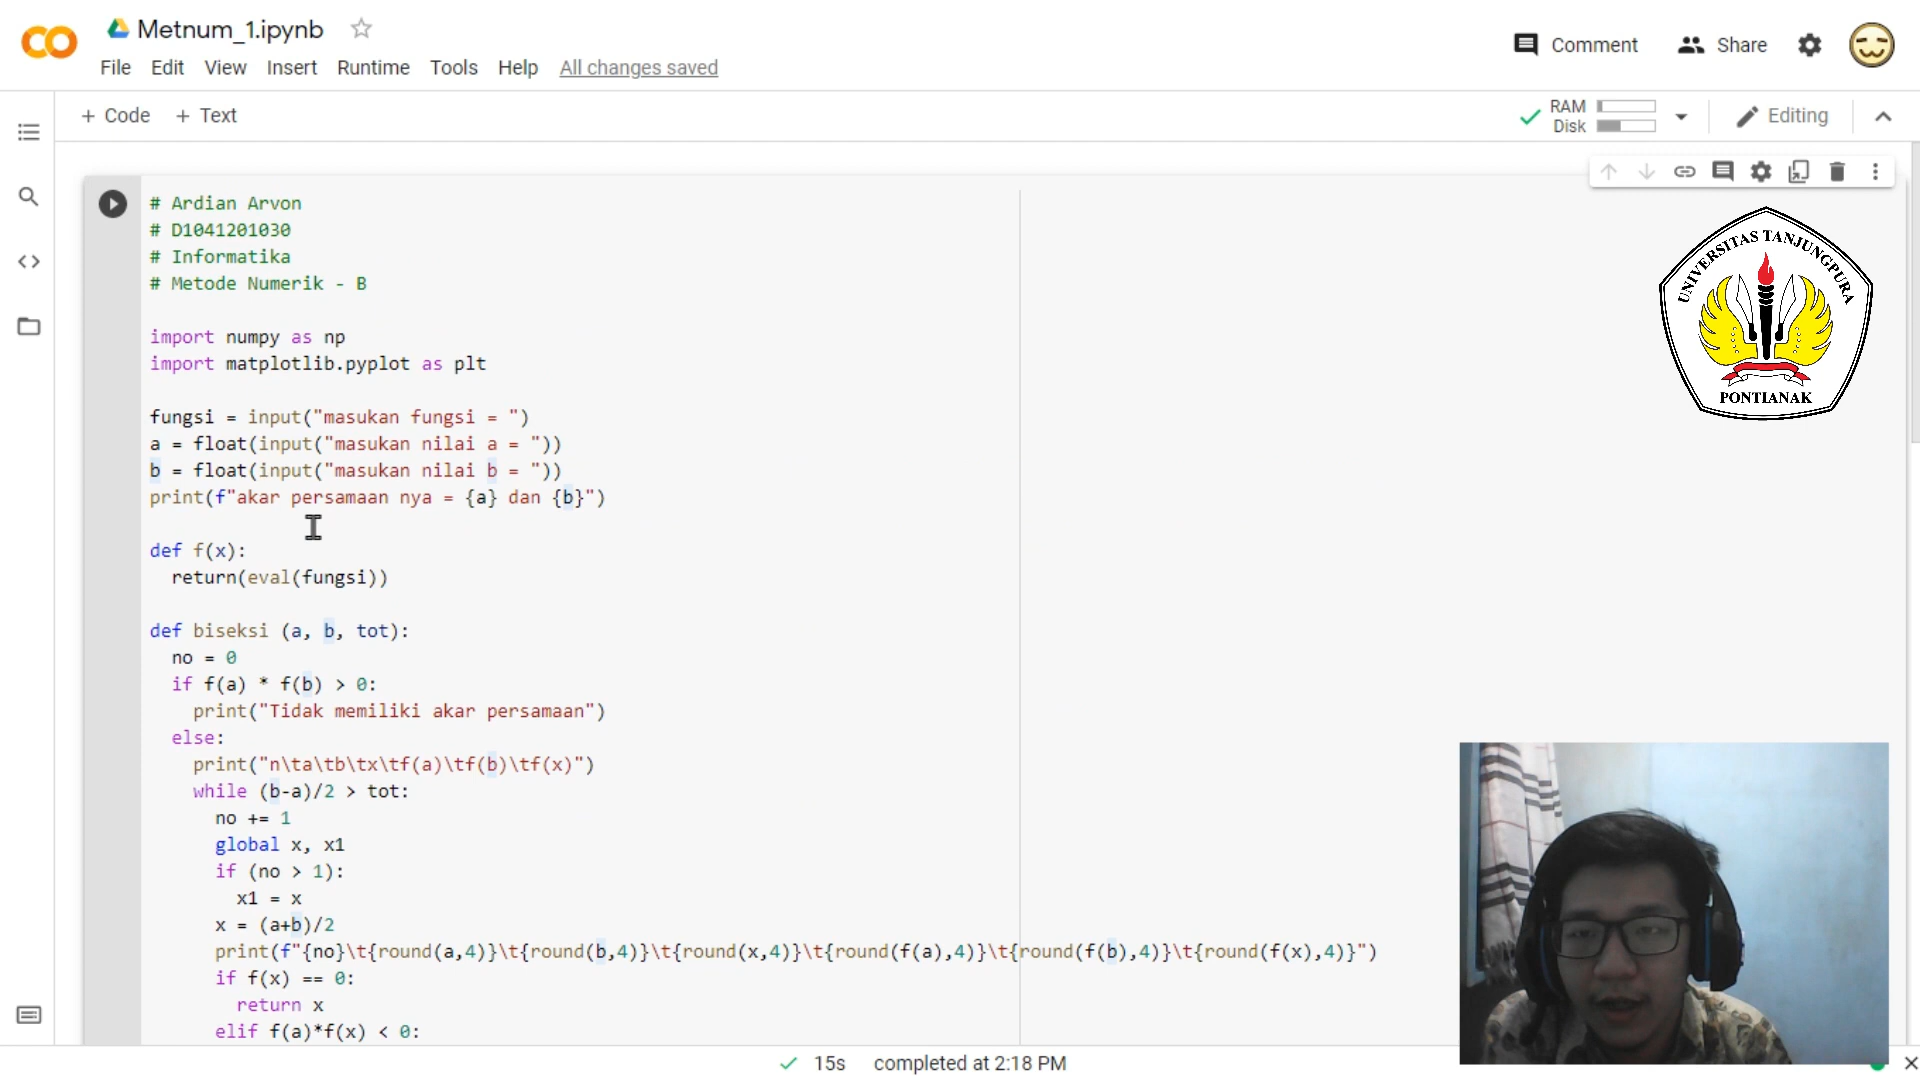 Metnum_1.ipynb
Comment
Share
File Edit View Insert Runtime Tools Help All changes saved
+ Code + Text
RAM
Disk
Editing
# Ardian Arvon
# D1041201030
# Informatika
# Metode Numerik - B
import numpy as np
import matplotlib.pyplot as plt
fungsi = input("masukan fungsi = ")
a = float(input("masukan nilai a = "))
b = float(input("masukan nilai b = "))
print(f"akar persamaan nya = {a} dan {b}")
def f(x):
return(eval(fungsi))
def biseksi (a, b, tot):
no = 0
if f(a) * f(b) > 0:
print("Tidak memiliki akar persamaan")
else:
print("n\ta\tb\tx\tf(a)\tf(b)\tf(x)")
while (b-a)/2 > tot:
no += 1
global x, x1
if (no > 1):
x1 = x
x = (a+b)/2
print(f"{no}\t{round(a,4)}\t{round(b,4)}\t{round(x,4)}\t{round(f(a),4)}\t{round(f(b),4)}\t{round(f(x),4)}")
if f(x) == 0:
return x
elif f(a)*f(x) < 0:
UNIVERSITAS TANJUNGPURA
PONTIANAK
15s completed at 2:18 PM